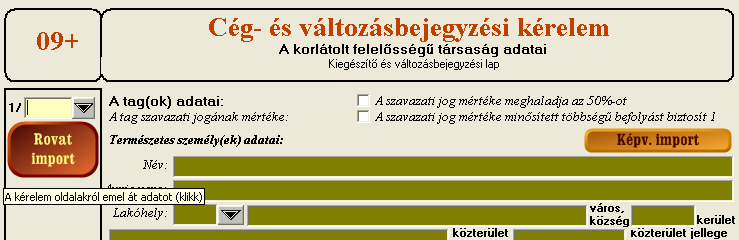 09+
Cég- és változásbejegyzési kérelem
A korlátolt felelősségű társaság adatai
Kiegészítő és változásbejegyzési lap
1/
A tag(ok) adatai:
A szavazati jog mértéke meghaladja az 50%-ot
A tag szavazati jogának mértéke:
A szavazati jog mértéke minősített többségű befolyást biztosít 1
Rovat import
Természetes személy(ek) adatai:
Képv. import
Név:
A kérelem oldalakról emel át adatot (klikk)
Lakóhely:
város, község
kerület
közterület
közterület jellege